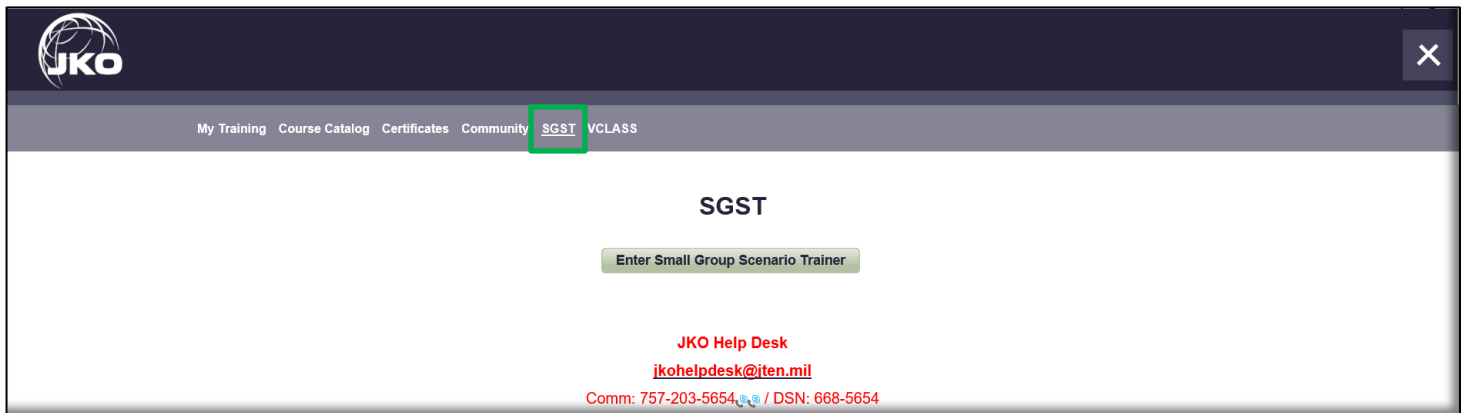 JKO
My Training Course Catalog Certificates Community SGST VCLASS
SGST
Enter Small Group Scenario Trainer
JKO Help Desk
jkohelpdesk@jten.mil
Comm: 757-203-5654 / DSN: 668-5654